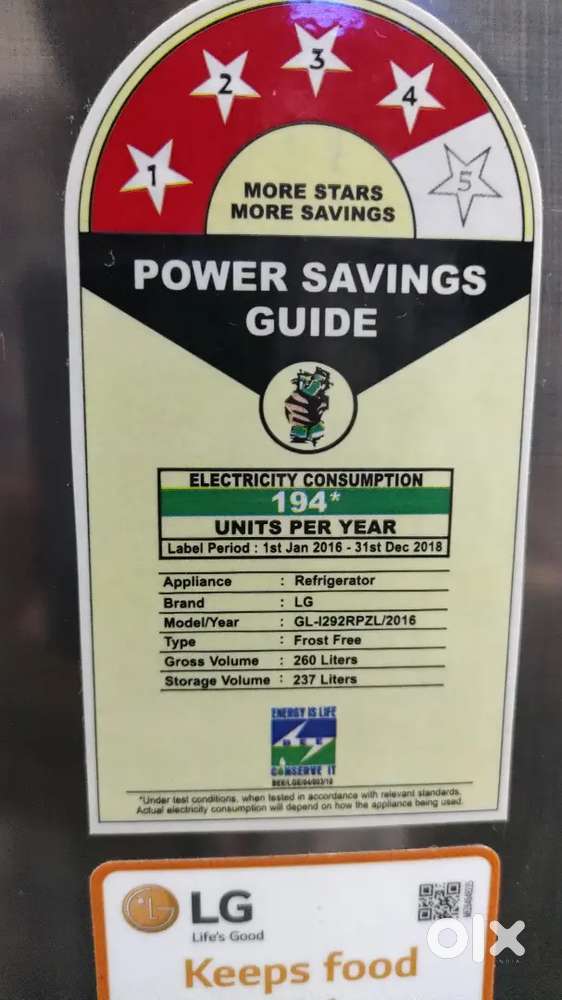 1
2
3
4
5
MORE STARS
MORE SAVINGS
POWER SAVINGS
GUIDE
ELECTRICITY CONSUMPTION
194*
UNITS PER YEAR
Label Period : 1st Jan 2016 - 31st Dec 2018
Appliance : Refrigerator
Brand : LG
Model/Year : GL-I292RPZL/2016
Type : Frost Free
Gross Volume : 260 Liters
Storage Volume : 237 Liters
ENERGY IS LIFE
BEE
CONSERVE IT
*Under test conditions, when tested in accordance with relevant standards.
Actual electricity consumption will depend on how the appliance being used.
LG
Life's Good
Keeps food
olx
INDIA